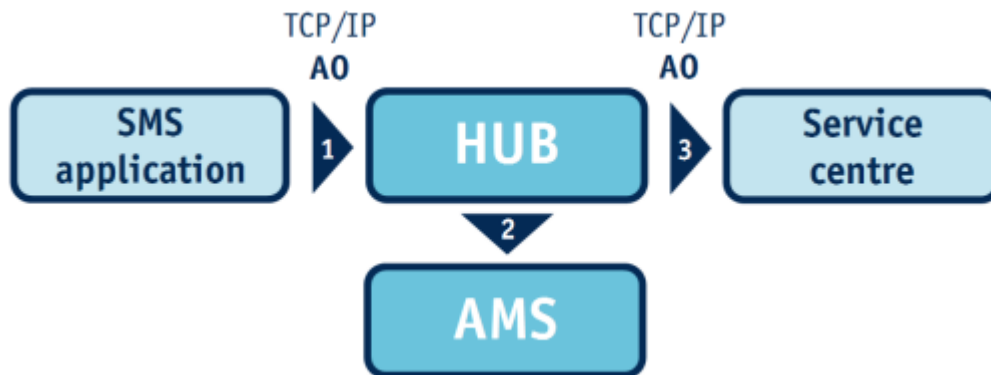 TCP/IP
AO
TCP/IP
AO
SMS
application
1
HUB
3
Service
centre
2
AMS